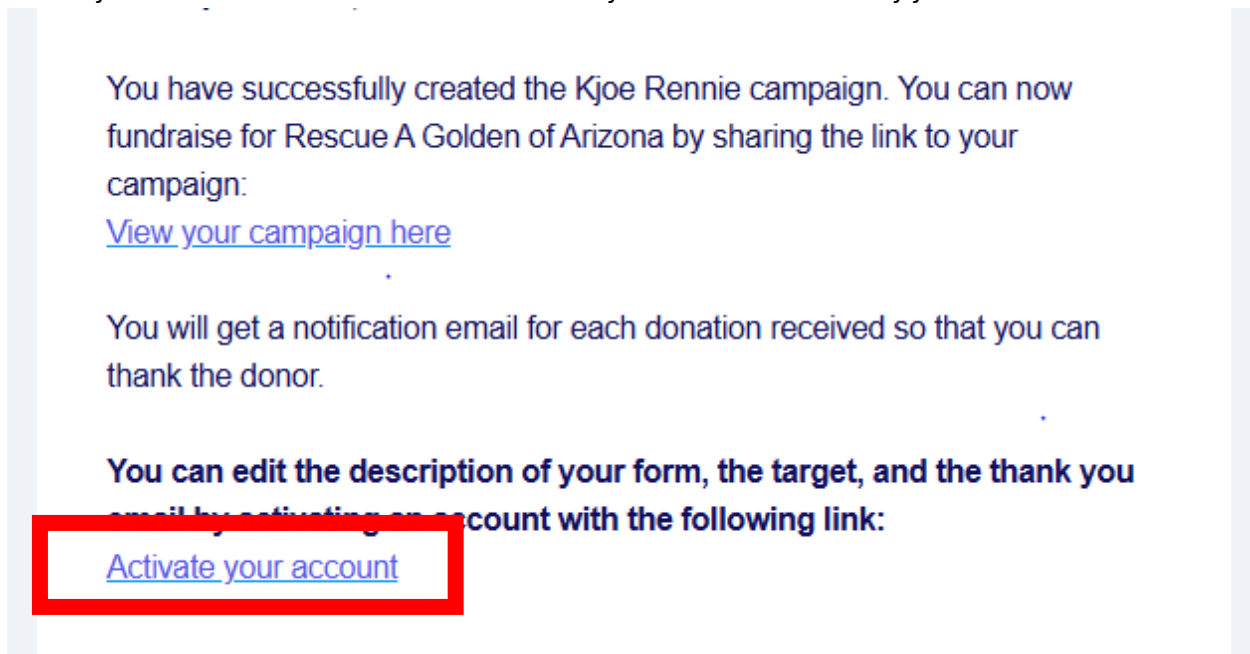 You have successfully created the Kjoe Rennie campaign. You can now
fundraise for Rescue A Golden of Arizona by sharing the link to your
campaign:
View your campaign here
You will get a notification email for each donation received so that you can
thank the donor.
You can edit the description of your form, the target, and the thank you
email by activating an account with the following link:
Activate your account